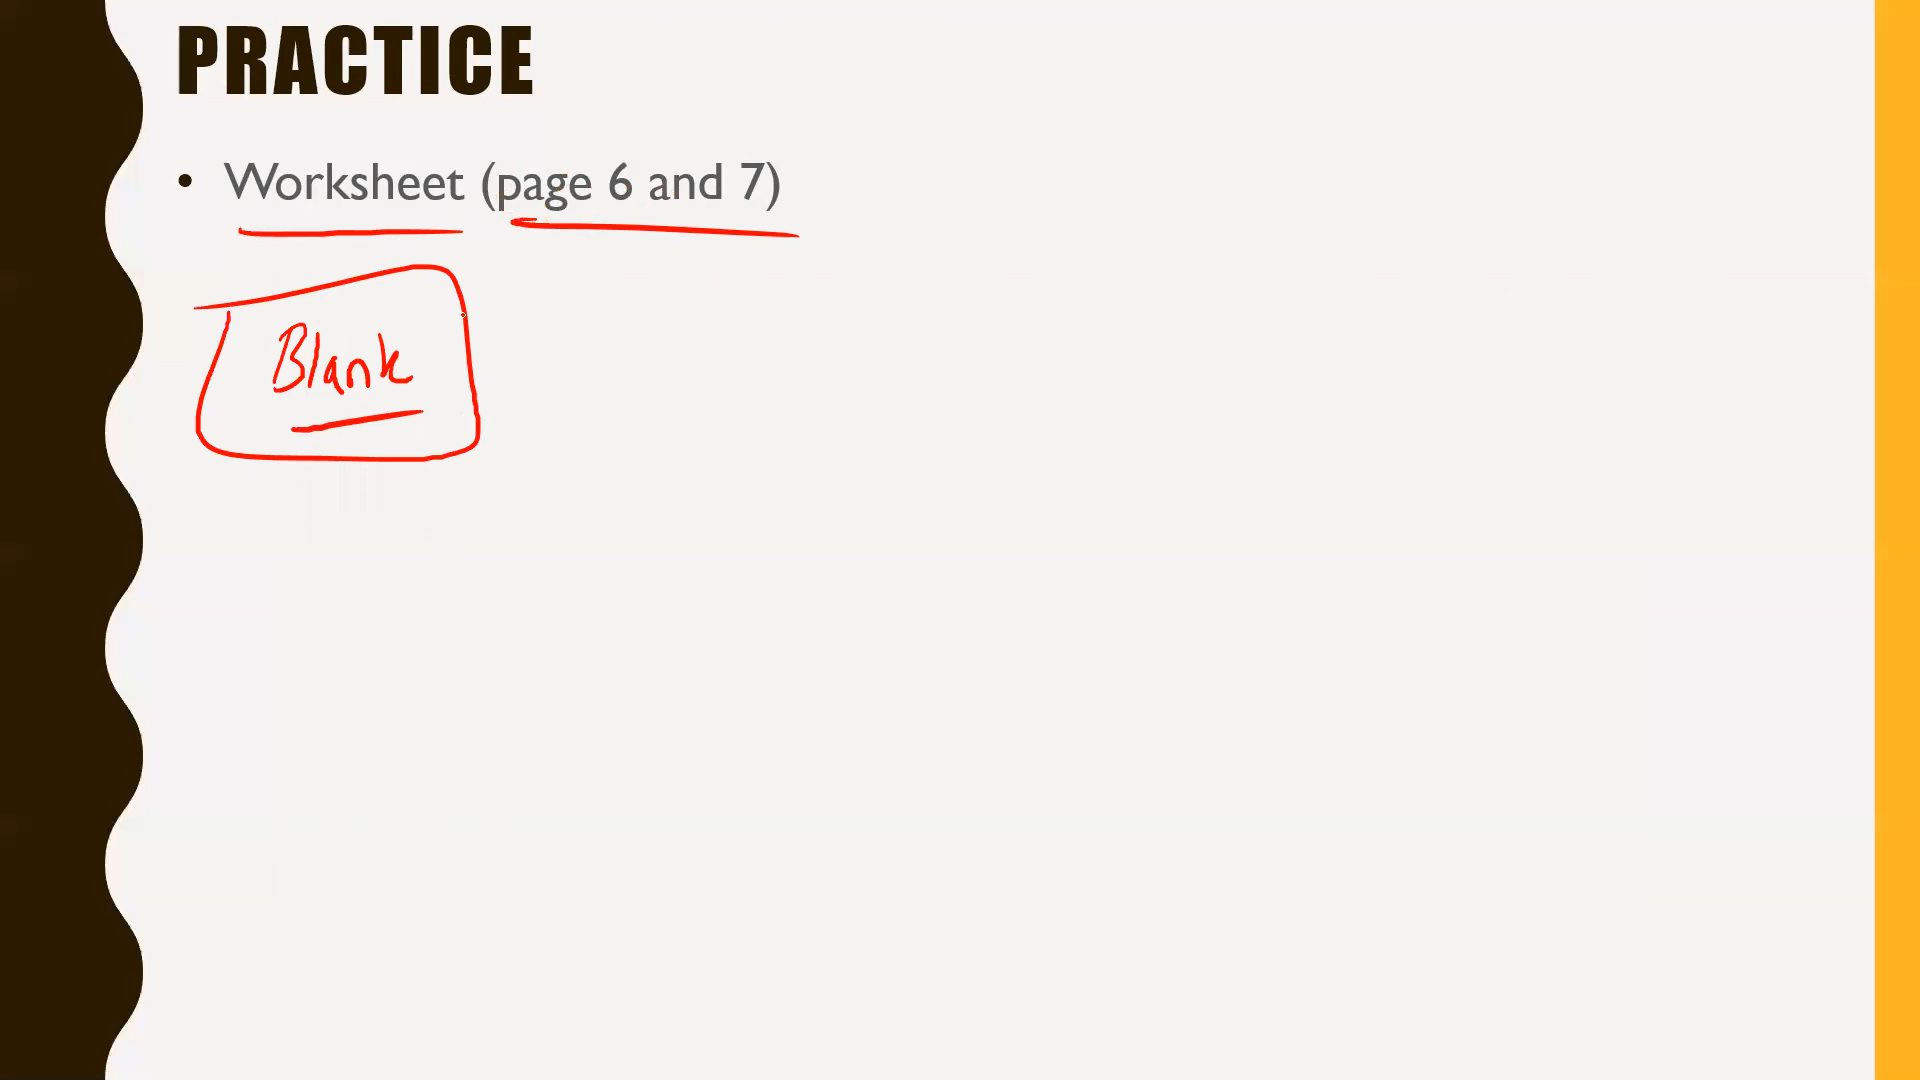 PRACTICE
• Worksheet (page 6 and 7)
Blank